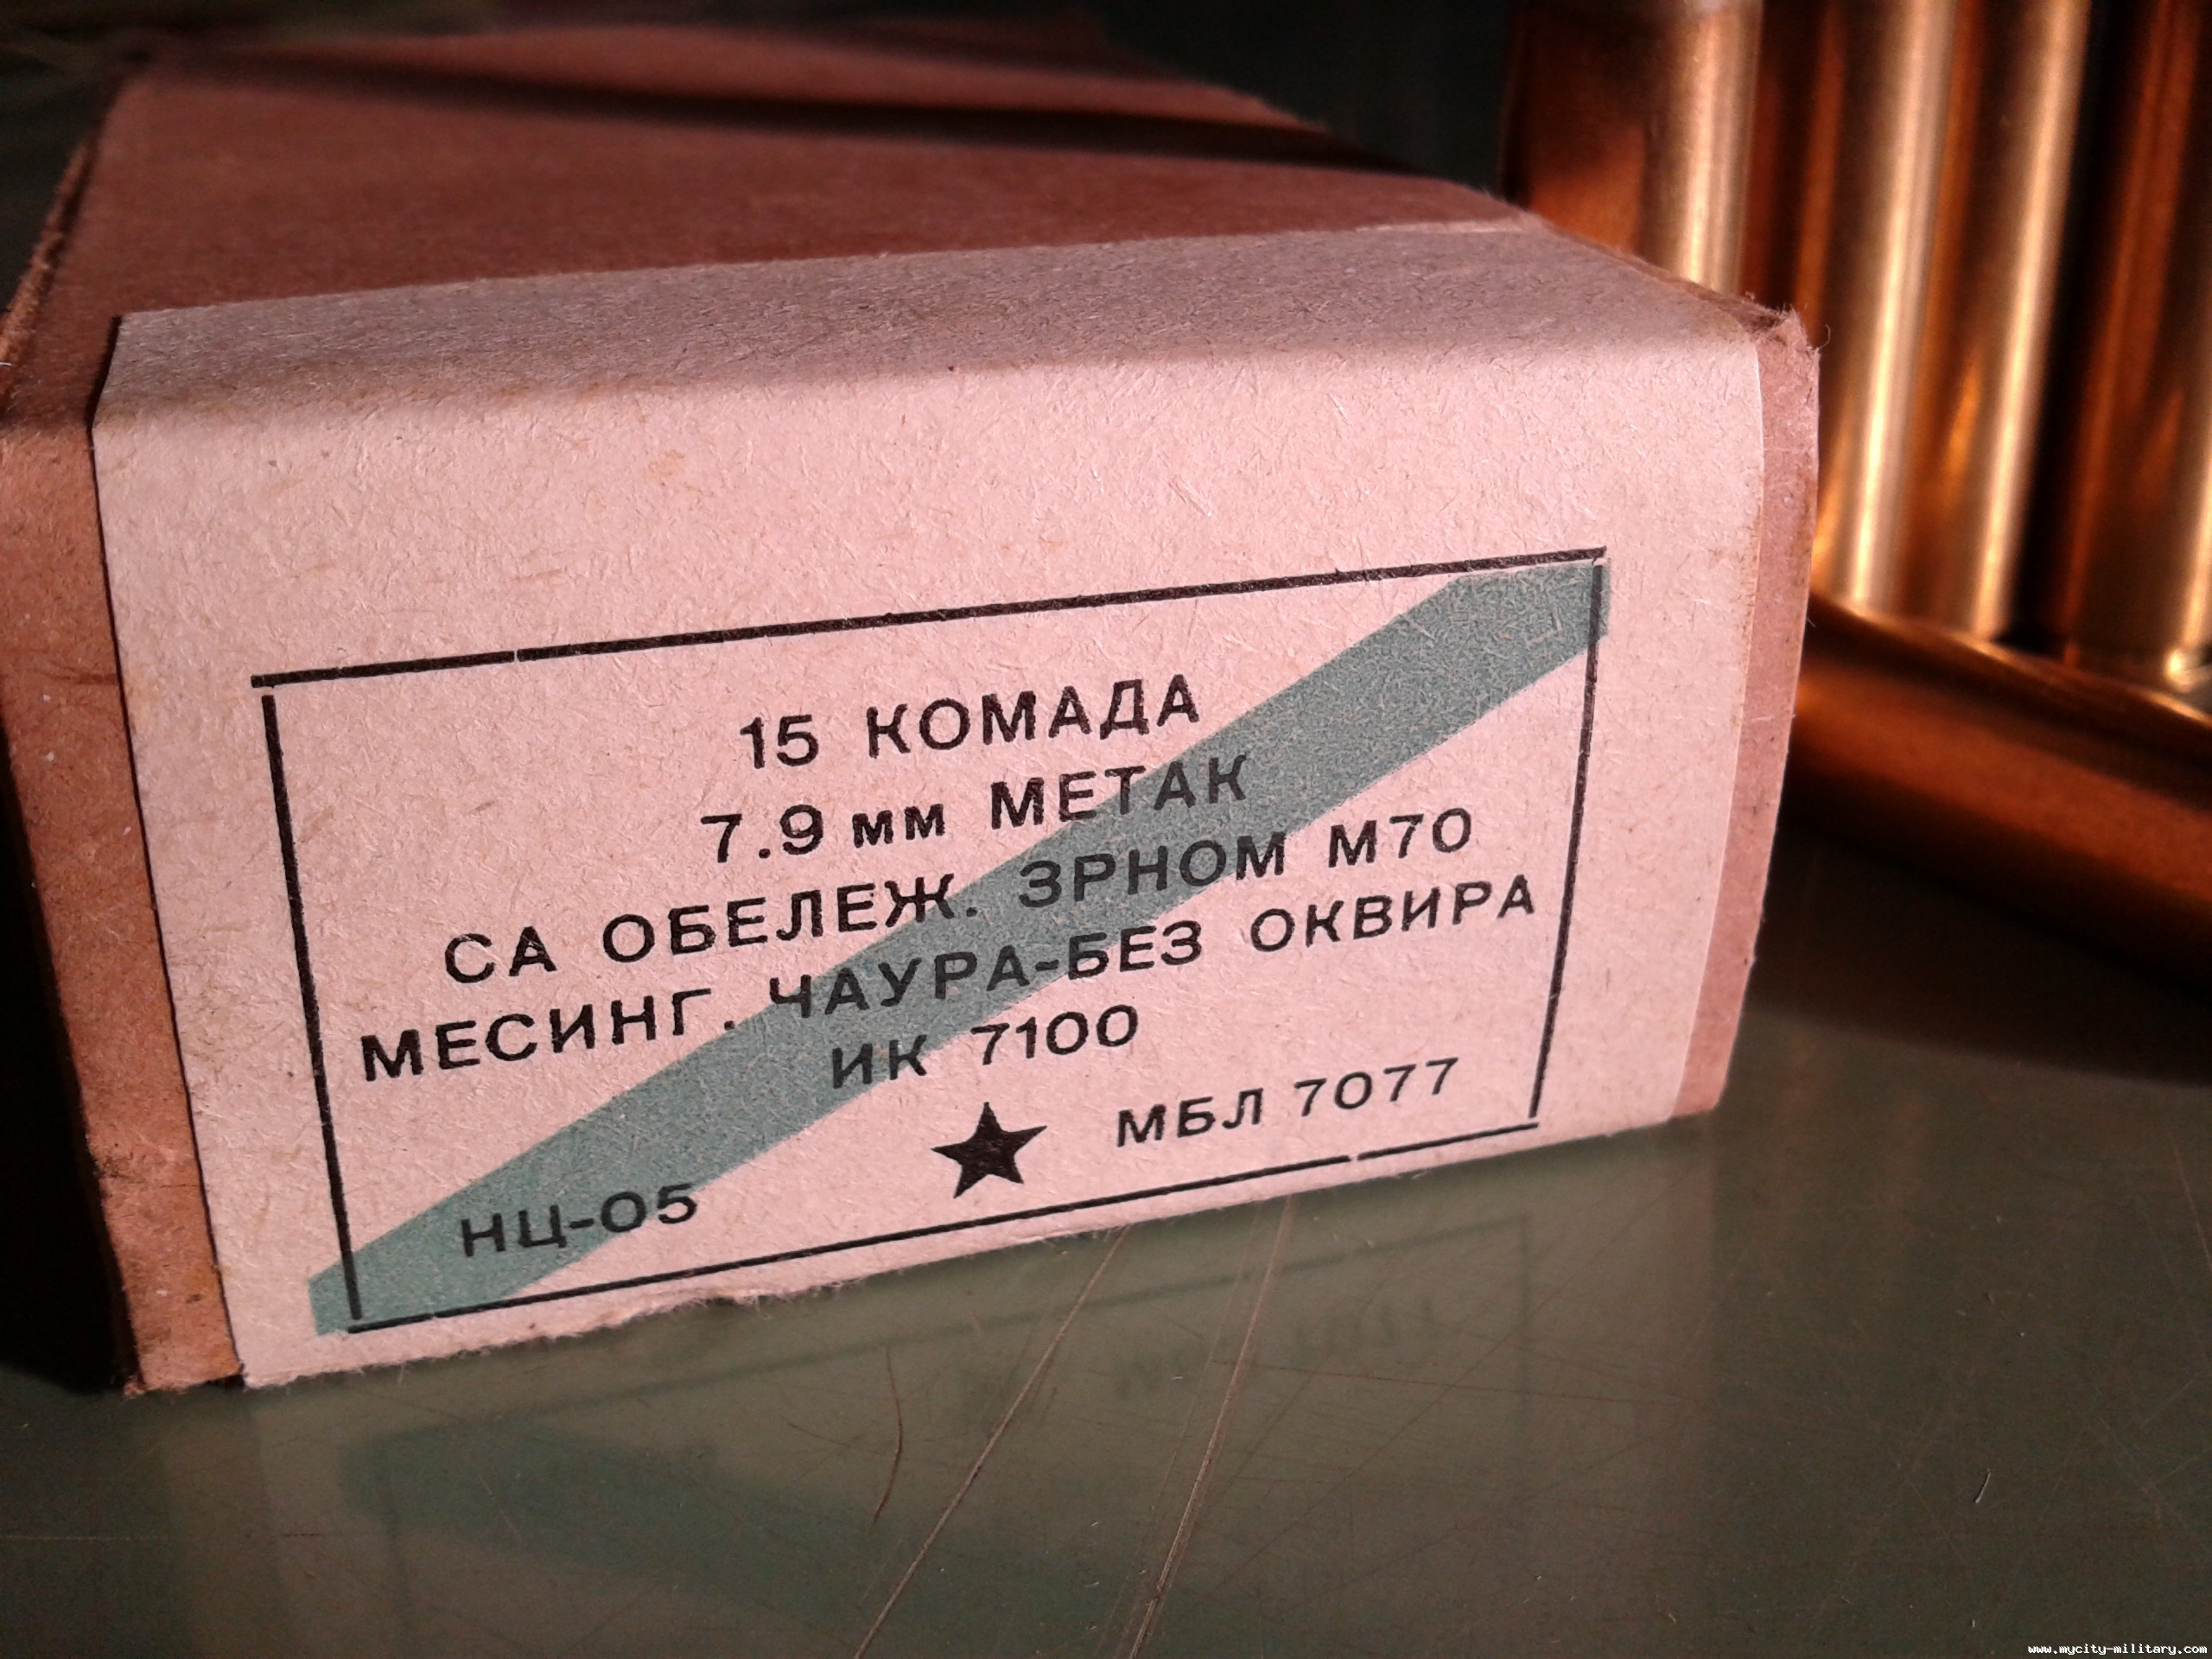 15 КОМАДА
7.9 мм МЕТАК
СА ОБЕЛЕЖ. ЗРНОМ М70
МЕСИНГ. ЧАУРА-БЕЗ ОКВИРА
ИК 7100
НЦ-05 ★ МБЛ 7077
www.mycity-military.com